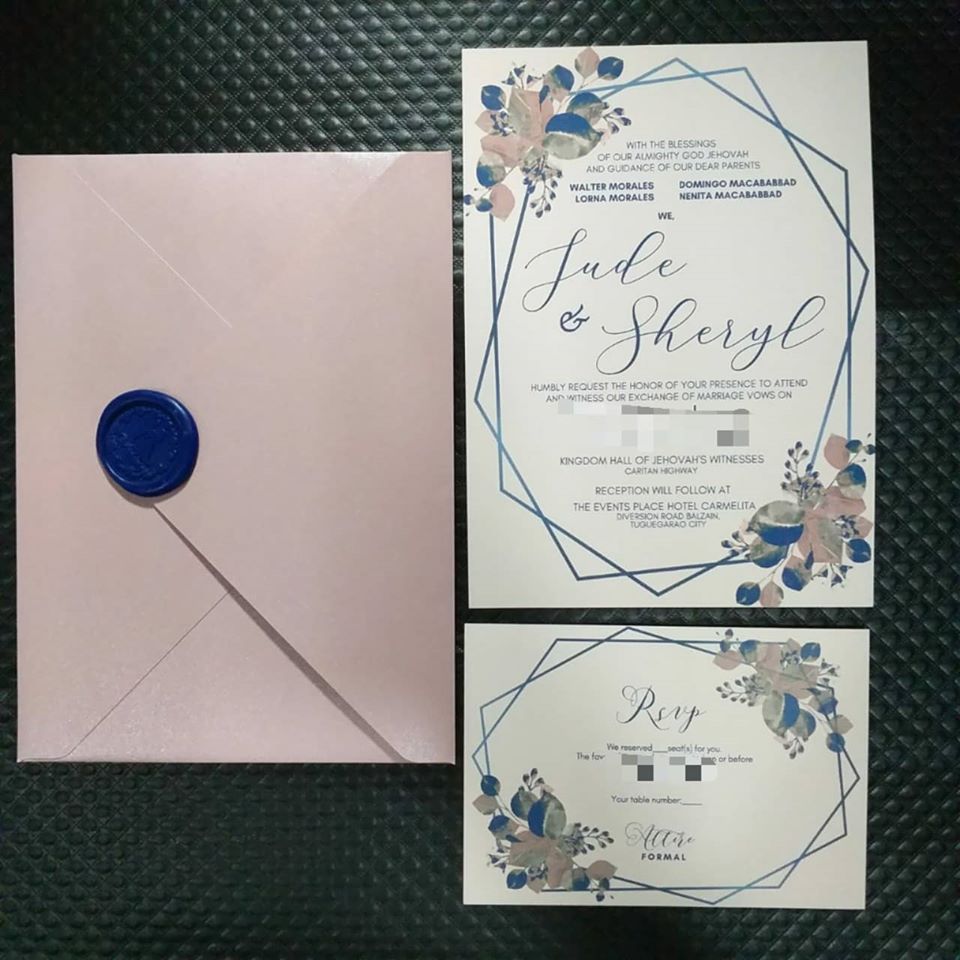 WITH THE BLESSINGS
OF OUR ALMIGHTY GOD JEHOVAH
AND GUIDANCE OF OUR DEAR PARENTS
WALTER MORALES DOMINGO MACABABBAD
LORNA MORALES NENITA MACABABBAD
WE,
Jude
& Sheryl
HUMBLY REQUEST THE HONOR OF YOUR PRESENCE TO ATTEND
AND WITNESS OUR EXCHANGE OF MARRIAGE VOWS ON
KINGDOM HALL OF JEHOVAH'S WITNESSES
CARITAN HIGHWAY
RECEPTION WILL FOLLOW AT
THE EVENTS PLACE HOTEL CARMELITA
DIVERSION ROAD BALZAIN,
TUGUEGARAO CITY
Rsvp
We reserved___seat(s) for you.
The or before
Your table number:____
Attire
FORMAL